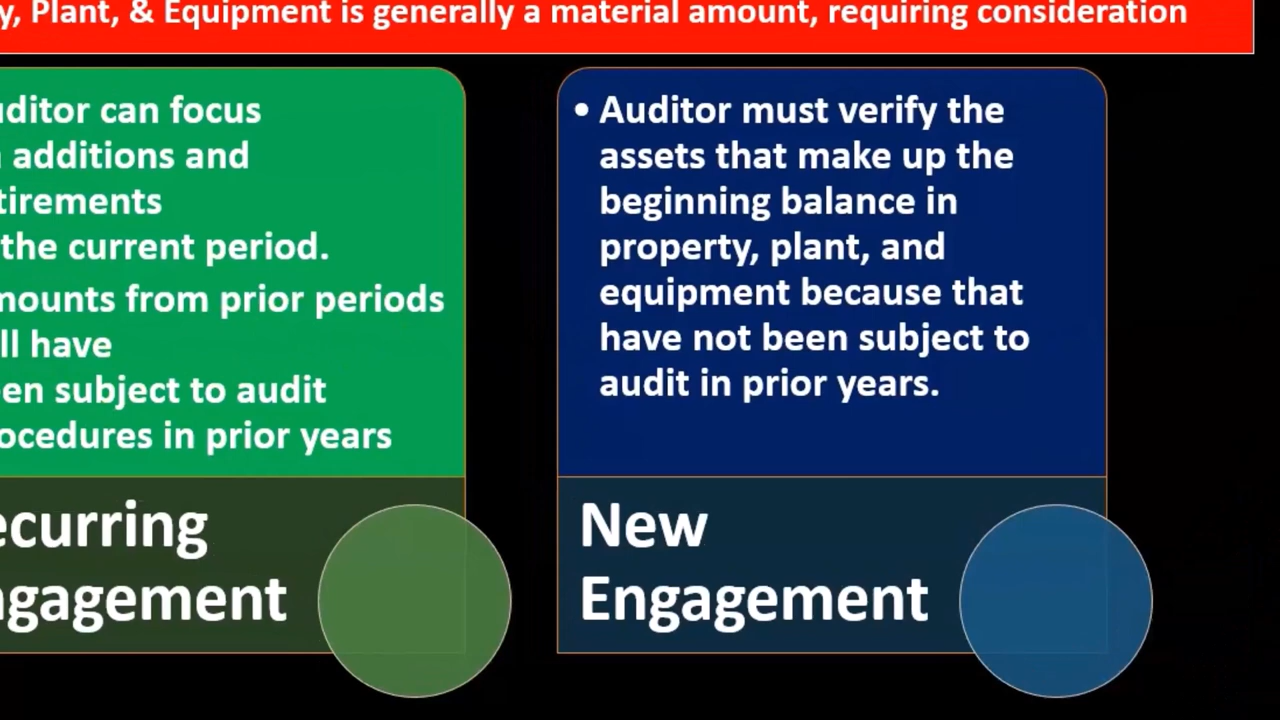 y, Plant, & Equipment is generally a material amount, requiring consideration
uditor can focus
additions and
tirements
the current period.
mounts from prior periods
ll have
en subject to audit
ocedures in prior years
ecurring
ngagement
• Auditor must verify the
assets that make up the
beginning balance in
property, plant, and
equipment because that
have not been subject to
audit in prior years.
New
Engagement